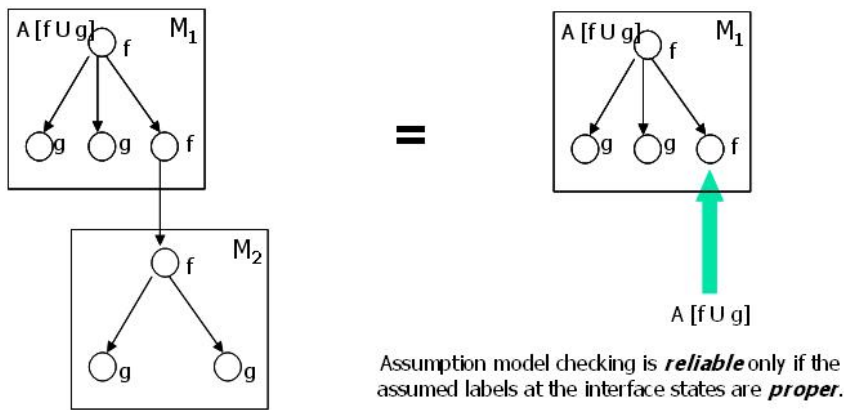 A [f U g]
M1
f
g
g
f
M2
f
g
g
=
A [f U g]
M1
f
g
g
f
A [f U g]
Assumption model checking is reliable only if the
assumed labels at the interface states are proper.